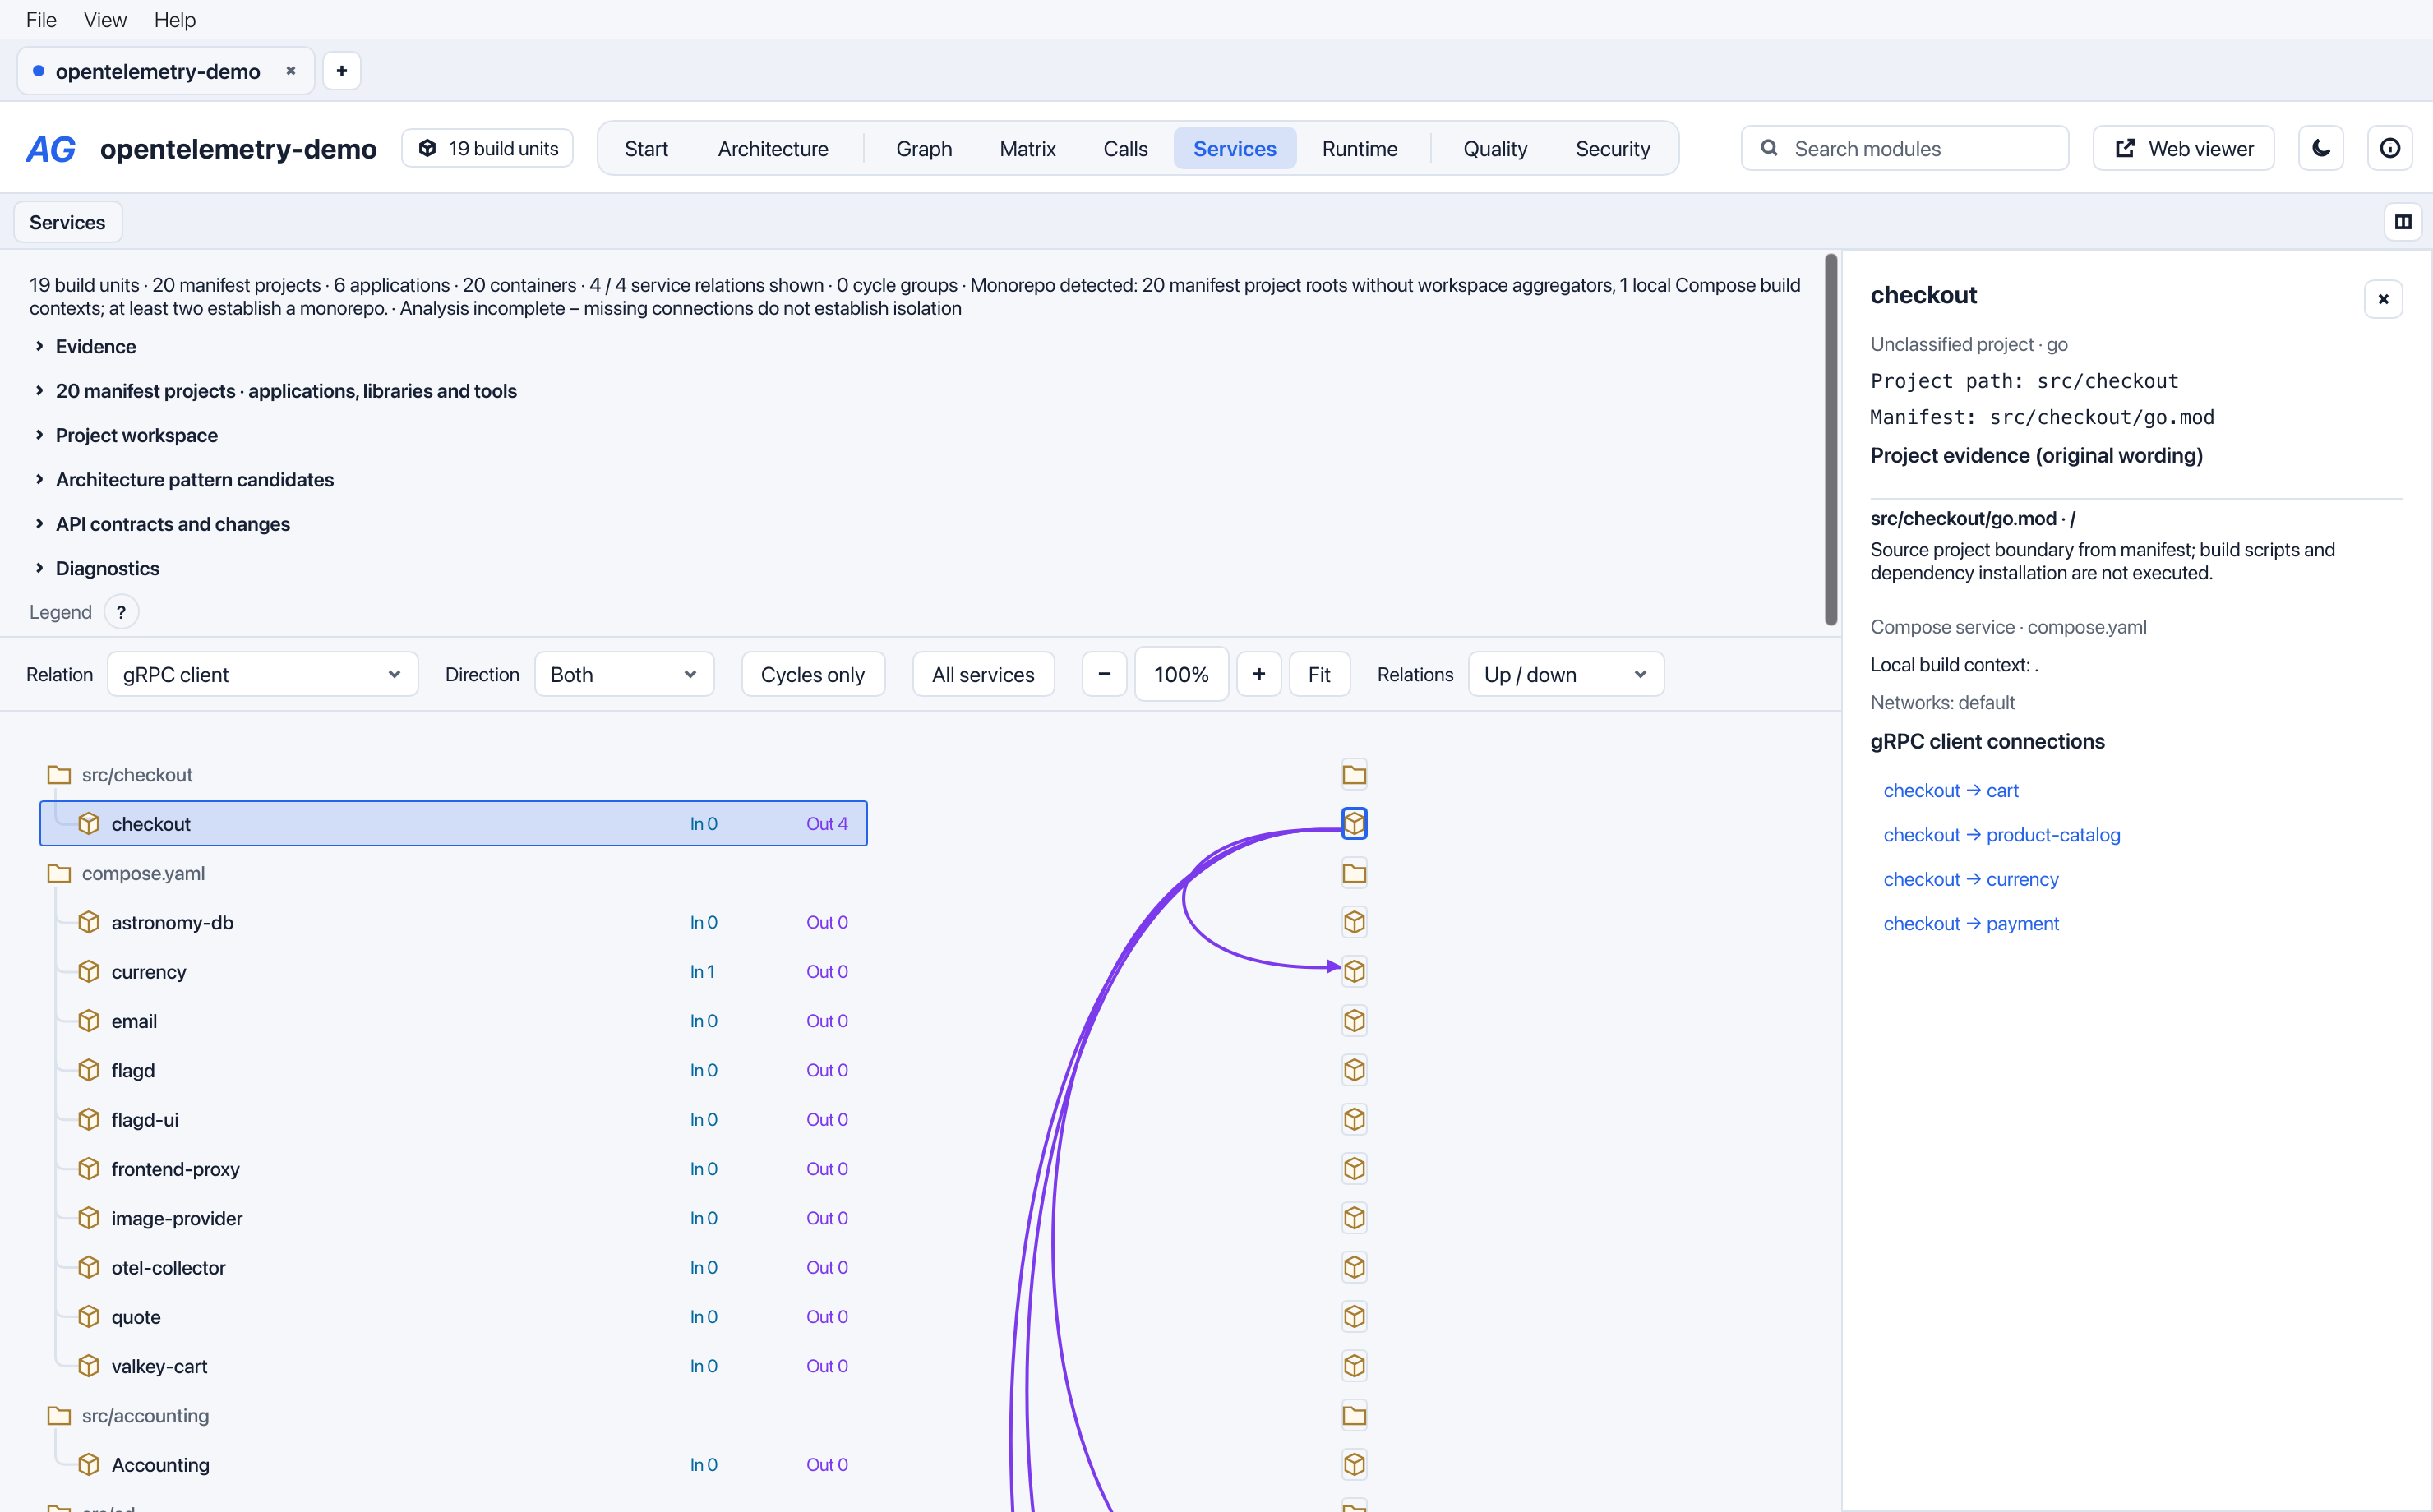 File View Help
opentelemetry-demo
AG opentelemetry-demo 19 build units Start Architecture Graph Matrix Calls Services Runtime Quality Security Search modules Web viewer
Services
19 build units · 20 manifest projects · 6 applications · 20 containers · 4 / 4 service relations shown · 0 cycle groups · Monorepo detected: 20 manifest project roots without workspace aggregators, 1 local Compose build
contexts; at least two establish a monorepo. · Analysis incomplete – missing connections do not establish isolation
Evidence
20 manifest projects · applications, libraries and tools
Project workspace
Architecture pattern candidates
API contracts and changes
Diagnostics
Legend ?
Relation gRPC client Direction Both Cycles only All services − 100% + Fit Relations Up / down
src/checkout
checkout In 0 Out 4
compose.yaml
astronomy-db In 0 Out 0
currency In 1 Out 0
email In 0 Out 0
flagd In 0 Out 0
flagd-ui In 0 Out 0
frontend-proxy In 0 Out 0
image-provider In 0 Out 0
otel-collector In 0 Out 0
quote In 0 Out 0
valkey-cart In 0 Out 0
src/accounting
Accounting In 0 Out 0
checkout
Unclassified project · go
Project path: src/checkout
Manifest: src/checkout/go.mod
Project evidence (original wording)
src/checkout/go.mod · /
Source project boundary from manifest; build scripts and
dependency installation are not executed.
Compose service · compose.yaml
Local build context: .
Networks: default
gRPC client connections
checkout → cart
checkout → product-catalog
checkout → currency
checkout → payment